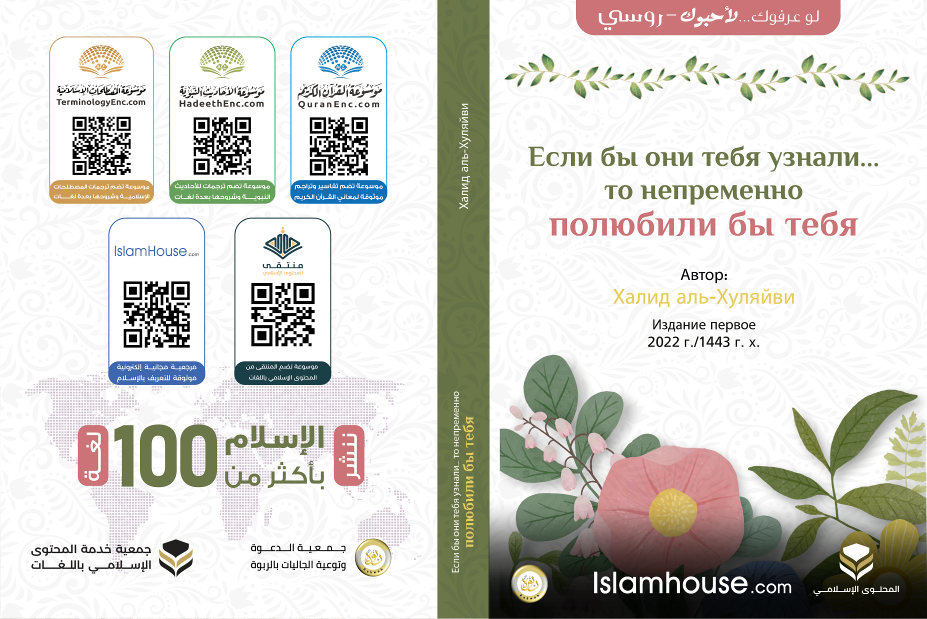 لو عرفوك...لأحبوك - روسي
Если бы они тебя узнали...
то непременно
полюбили бы тебя
Автор:
Халид аль-Хуляйви
Издание первое
2022 г./1443 г. х.
Islamhouse.com
المحتوى الإسلامي
Халид аль-Хуляйви
Если бы они тебя узнали... то непременно
полюбили бы тебя
موسوعة المصطلحات الإسلامية
TerminologyEnc.com
موسوعة تضم ترجمات المصطلحات
الإسلامية وشروحها بعدة لغات
موسوعة الأحاديث النبوية
HadeethEnc.com
موسوعة تضم ترجمات للأحاديث
النبوية وشروحها بعدة لغات
موسوعة القرآن الكريم
QuranEnc.com
موسوعة تضم تفاسير وتراجم
موثوقة لمعاني القرآن الكريم
IslamHouse.com
مرجعية مجانية إلكترونية
موثوقة للتعريف بالإسلام
منتقى
المحتوى الإسلامي
موسوعة تضم المنتقى من
المحتوى الإسلامي باللغات
ننشر
الإسلام
بأكثر من
100
لغة
جمعية الدعوة
وتوعية الجاليات بالربوة
جمعية خدمة المحتوى
الإسلامي باللغات